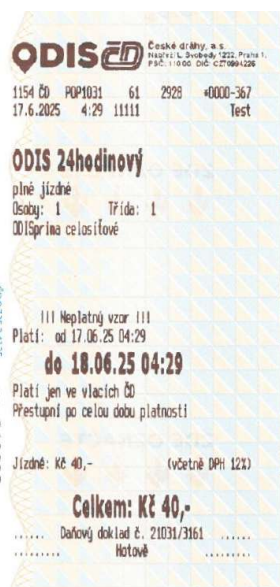 ODIS ČD České dráhy, a.s.
Nábřeží L. Svobody 1222, Praha 1,
PSČ: 110 00 DIČ: CZ70994226
1154 ČD POP1031 61 2928 *0000-367
17.6.2025 4:29 11111 Test
ODIS 24hodinový
plné jízdné
Osoby: 1 Třída: 1
ODISprima celosíťové
!!! Neplatný vzor !!!
Platí: od 17.06.25 04:29
do 18.06.25 04:29
Platí jen ve vlacích ČD
Přestupní po celou dobu platnosti
Jízdné: Kč 40,- (včetně DPH 12%)
Celkem: Kč 40,-
...... Daňový doklad č. 21031/3161 ......
......... Hotově .........